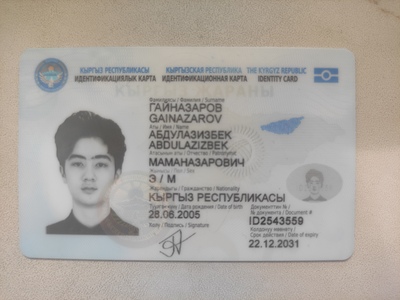 КЫРГЫЗ РЕСПУБЛИКАСЫ КЫРГЫЗСКАЯ РЕСПУБЛИКА THE KYRGYZ REPUBLIC
ИДЕНТИФИКАЦИЯЛЫК КАРТА ИДЕНТИФИКАЦИОННАЯ КАРТА IDENTITY CARD
Фамилиясы / Фамилия / Surname
ГАЙНАЗАРОВ
GAINAZAROV
Аты / Имя / Name
АБДУЛАЗИЗБЕК
ABDULAZIZBEK
Атасынын аты / Отчество / Patronymic
МАМАНАЗАРОВИЧ
Жынысы / Пол / Sex
Э / М
Жарандыгы / Гражданство / Nationality
КЫРГЫЗ РЕСПУБЛИКАСЫ
Туулган күнү / Дата рождения / Date of birth
28.06.2005
Документтин № /
№ документа / Document #
ID2543559
Колу / Подпись / Signature
Колдонуу мөөнөтү /
Срок действия / Date of expiry
22.12.2031